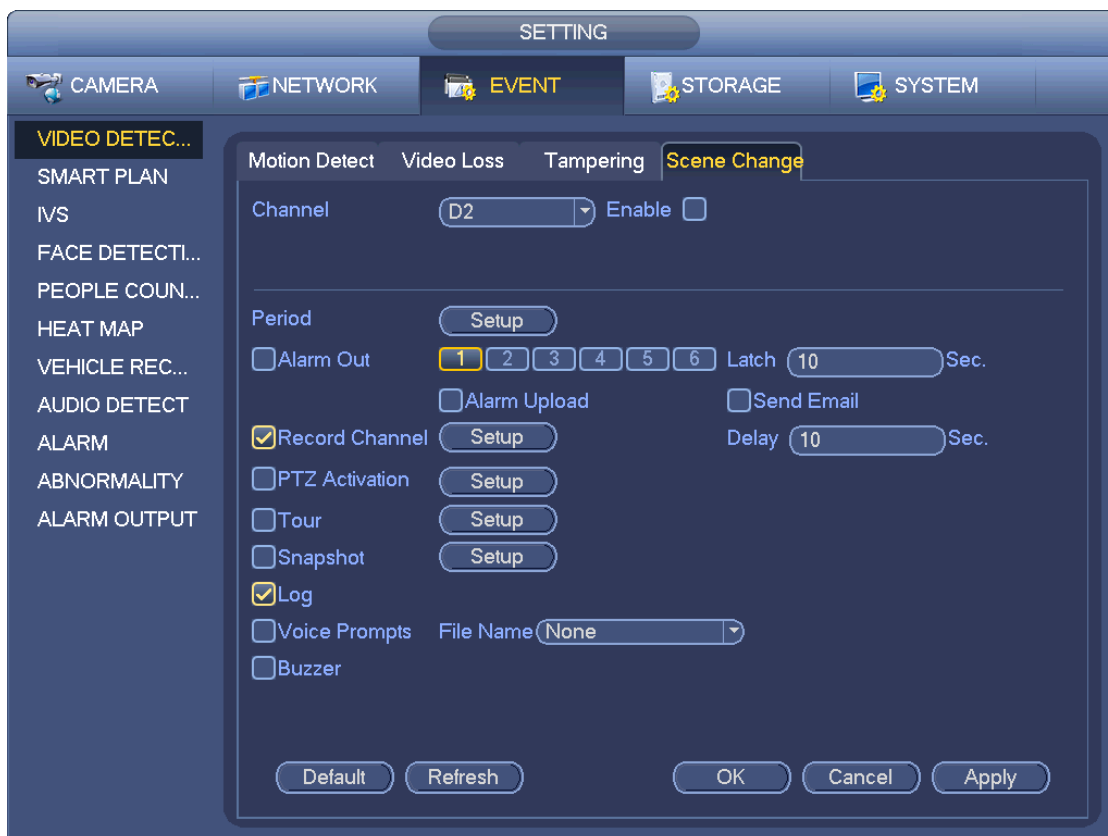 SETTING
CAMERA NETWORK EVENT STORAGE SYSTEM
VIDEO DETEC...
SMART PLAN
IVS
FACE DETECTI...
PEOPLE COUN...
HEAT MAP
VEHICLE REC...
AUDIO DETECT
ALARM
ABNORMALITY
ALARM OUTPUT
Motion Detect Video Loss Tampering Scene Change
Channel D2 Enable
Period Setup
Alarm Out 1 2 3 4 5 6 Latch 10 Sec.
Alarm Upload Send Email
Record Channel Setup Delay 10 Sec.
PTZ Activation Setup
Tour Setup
Snapshot Setup
Log
Voice Prompts File Name None
Buzzer
Default Refresh OK Cancel Apply